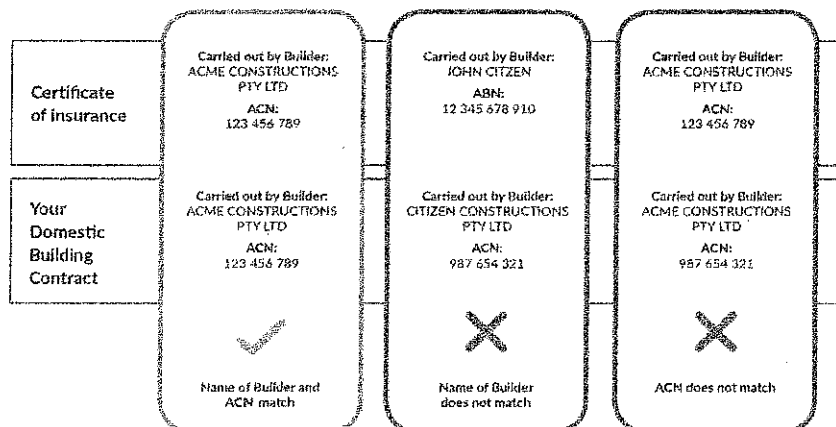 Certificate
of insurance
Carried out by Builder:
ACME CONSTRUCTIONS
PTY LTD
ACN:
123 456 789
Carried out by Builder:
JOHN CITZEN
ABN:
12 345 678 910
Carried out by Builder:
ACME CONSTRUCTIONS
PTY LTD
ACN:
123 456 789
Your
Domestic
Building
Contract
Carried out by Builder:
ACME CONSTRUCTIONS
PTY LTD
ACN:
123 456 789
Carried out by Builder:
CITIZEN CONSTRUCTIONS
PTY LTD
ACN:
987 654 321
Carried out by Builder:
ACME CONSTRUCTIONS
PTY LTD
ACN:
987 654 321
Name of Builder and
ACN match
Name of Builder
does not match
ACN does not match